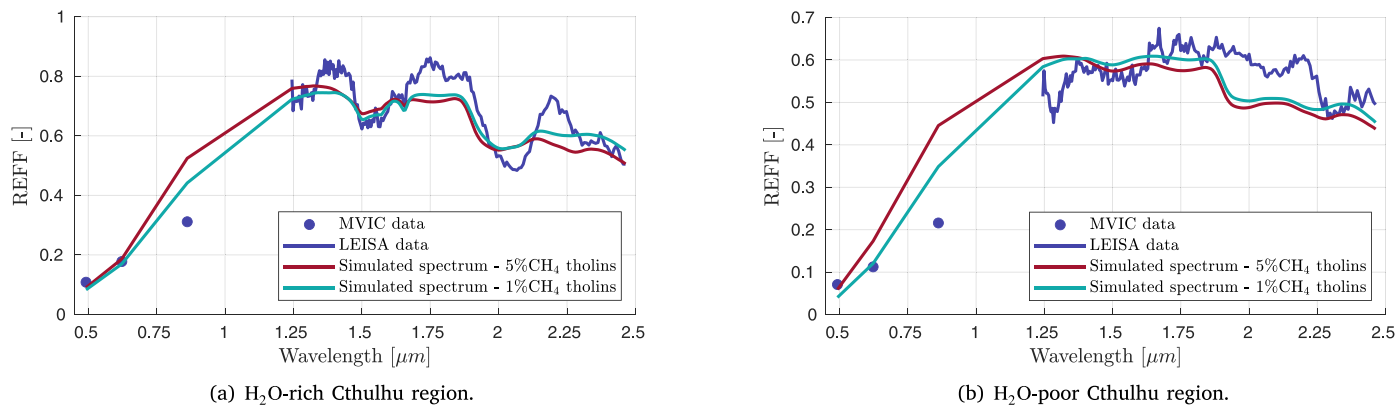 1
0.8
0.6
0.4
0.2
0
REFF [-]
0.5
0.75
1
1.25
1.5
1.75
2
2.25
2.5
Wavelength [μm]
MVIC data
LEISA data
Simulated spectrum - 5%CH₄ tholins
Simulated spectrum - 1%CH₄ tholins
(a) H₂O-rich Cthulhu region.
0.7
0.6
0.5
0.4
0.3
0.2
0.1
0
REFF [-]
0.5
0.75
1
1.25
1.5
1.75
2
2.25
2.5
Wavelength [μm]
MVIC data
LEISA data
Simulated spectrum - 5%CH₄ tholins
Simulated spectrum - 1%CH₄ tholins
(b) H₂O-poor Cthulhu region.